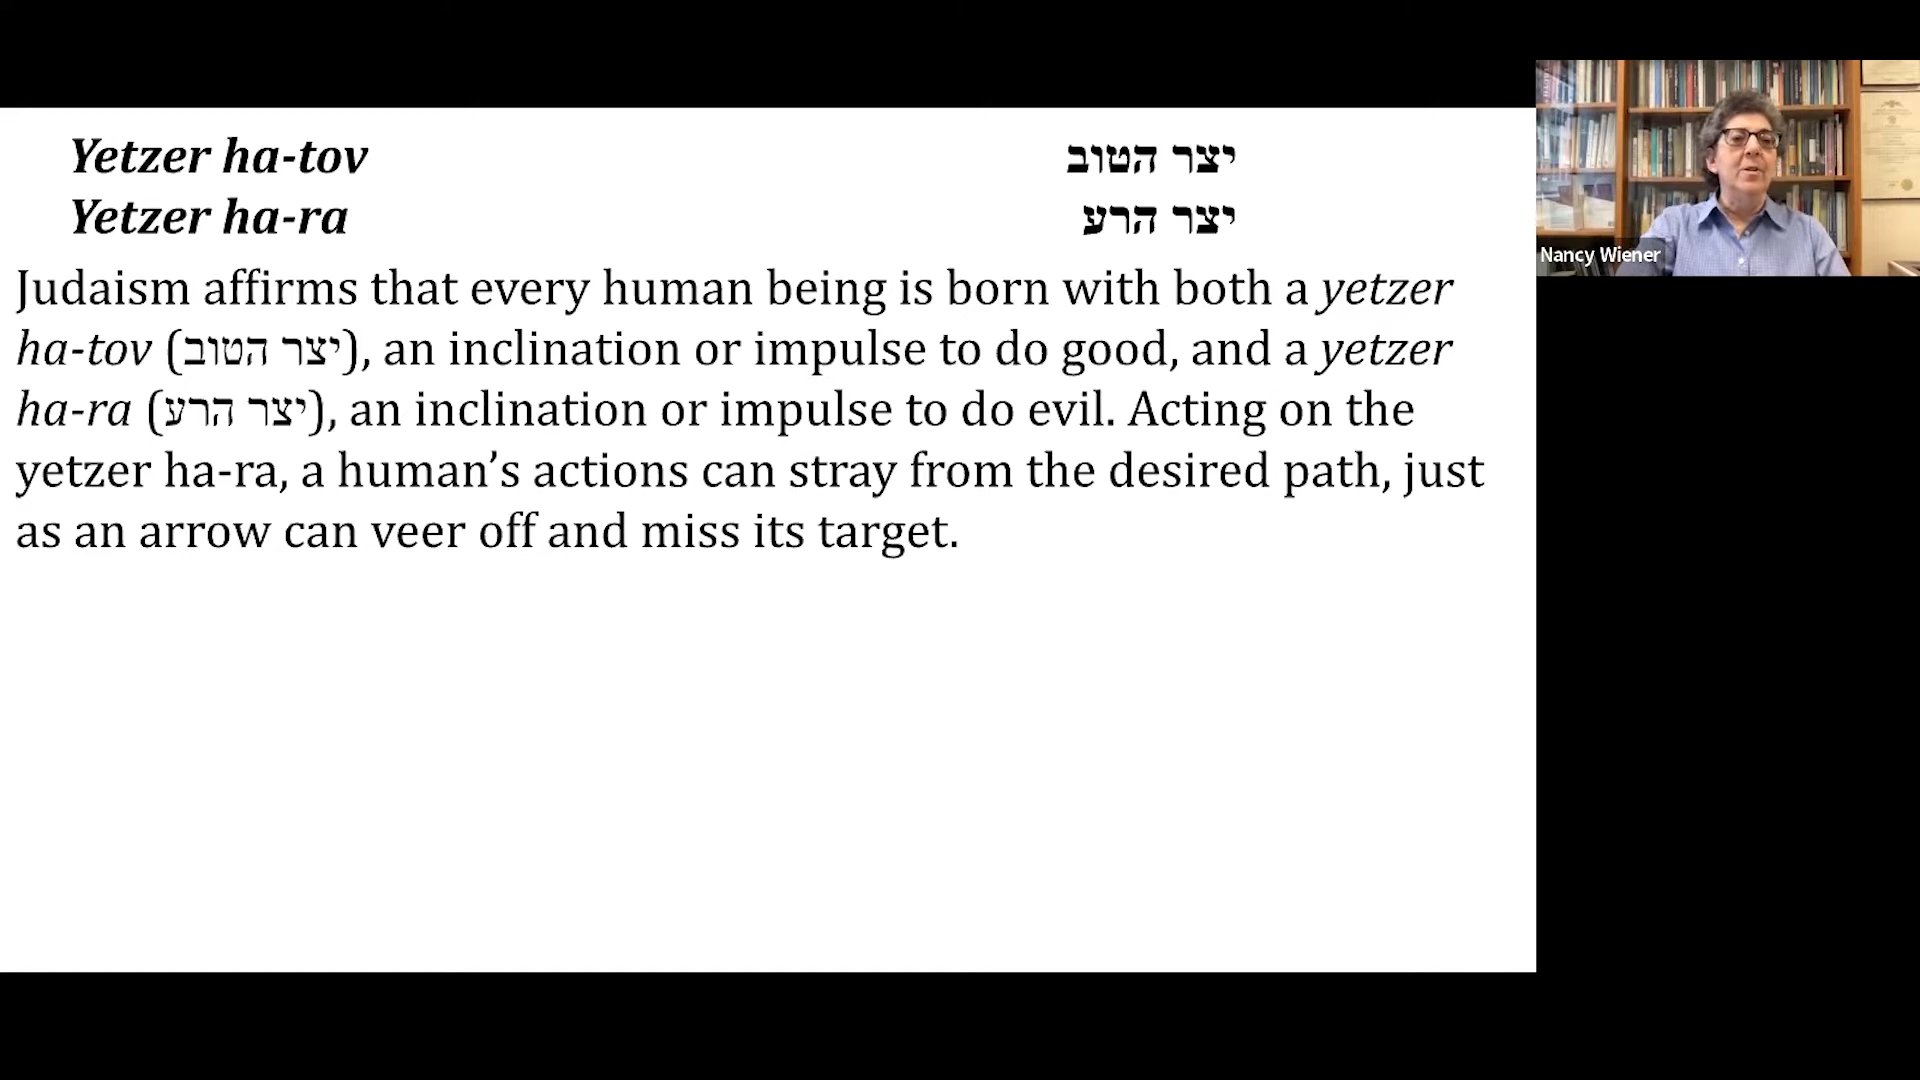 Yetzer ha-tov יצר הטוב
Yetzer ha-ra יצר הרע
Judaism affirms that every human being is born with both a yetzer
ha-tov (יצר הטוב), an inclination or impulse to do good, and a yetzer
ha-ra (יצר הרע), an inclination or impulse to do evil. Acting on the
yetzer ha-ra, a human’s actions can stray from the desired path, just
as an arrow can veer off and miss its target.
Nancy Wiener